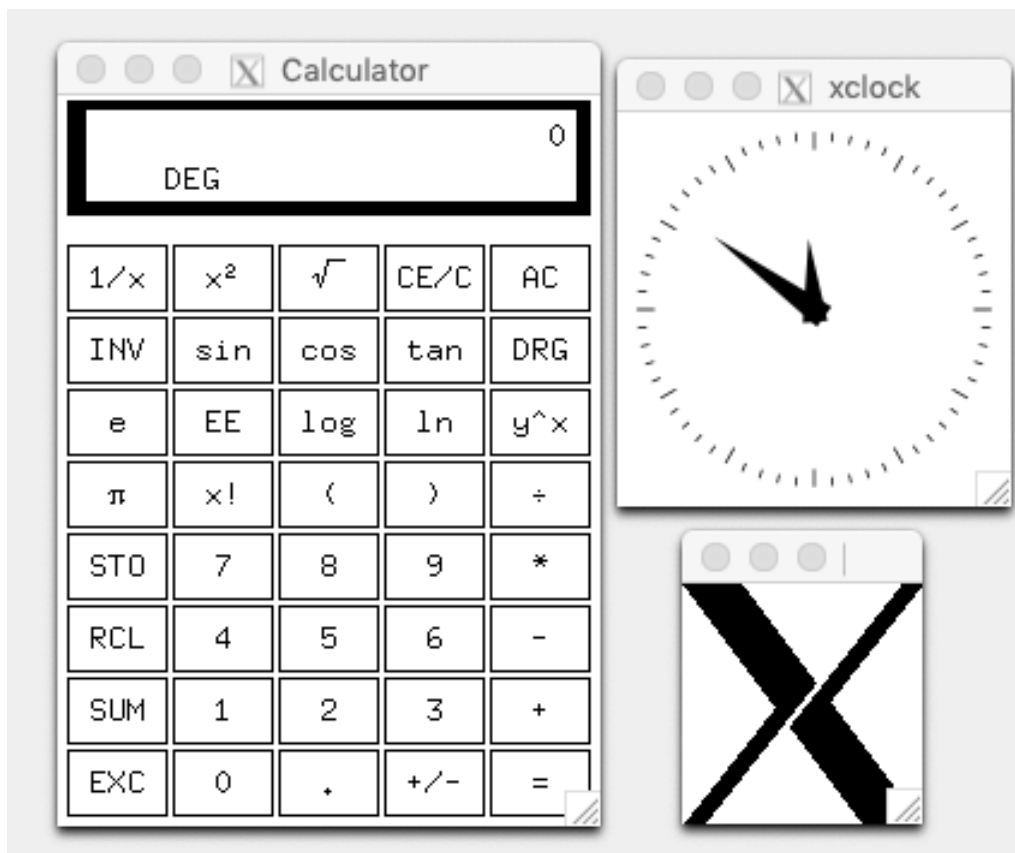 Calculator
0
DEG
1/x x² √ CE/C AC
INV sin cos tan DRG
e EE log ln y^x
π x! ( ) ÷
STO 7 8 9 *
RCL 4 5 6 -
SUM 1 2 3 +
EXC 0 . +/- =
xclock